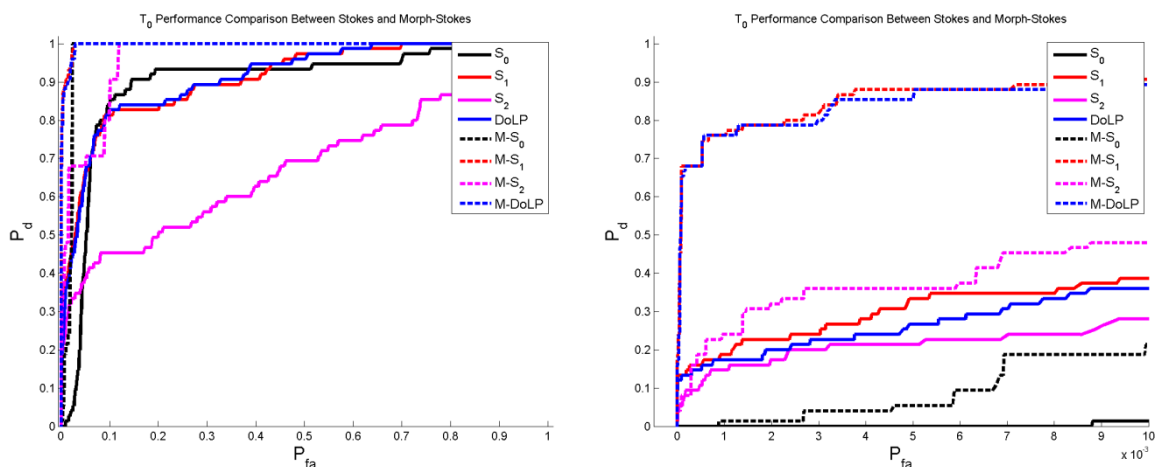 T0 Performance Comparison Between Stokes and Morph-Stokes
1
0.9
0.8
0.7
0.6
0.5
0.4
0.3
0.2
0.1
0
Pd
0 0.1 0.2 0.3 0.4 0.5 0.6 0.7 0.8 0.9 1
Pfa
S0
S1
S2
DoLP
M-S0
M-S1
M-S2
M-DoLP
T0 Performance Comparison Between Stokes and Morph-Stokes
1
0.9
0.8
0.7
0.6
0.5
0.4
0.3
0.2
0.1
0
Pd
0 1 2 3 4 5 6 7 8 9 10
x 10-3
Pfa
S0
S1
S2
DoLP
M-S0
M-S1
M-S2
M-DoLP